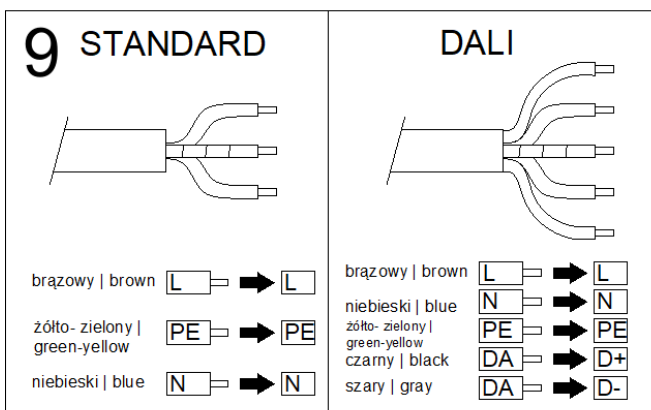 9 STANDARD
brązowy | brown L L
żółto- zielony |
green-yellow PE PE
niebieski | blue N N
DALI
brązowy | brown L L
niebieski | blue N N
żółto- zielony |
green-yellow PE PE
czarny | black DA D+
szary | gray DA D-